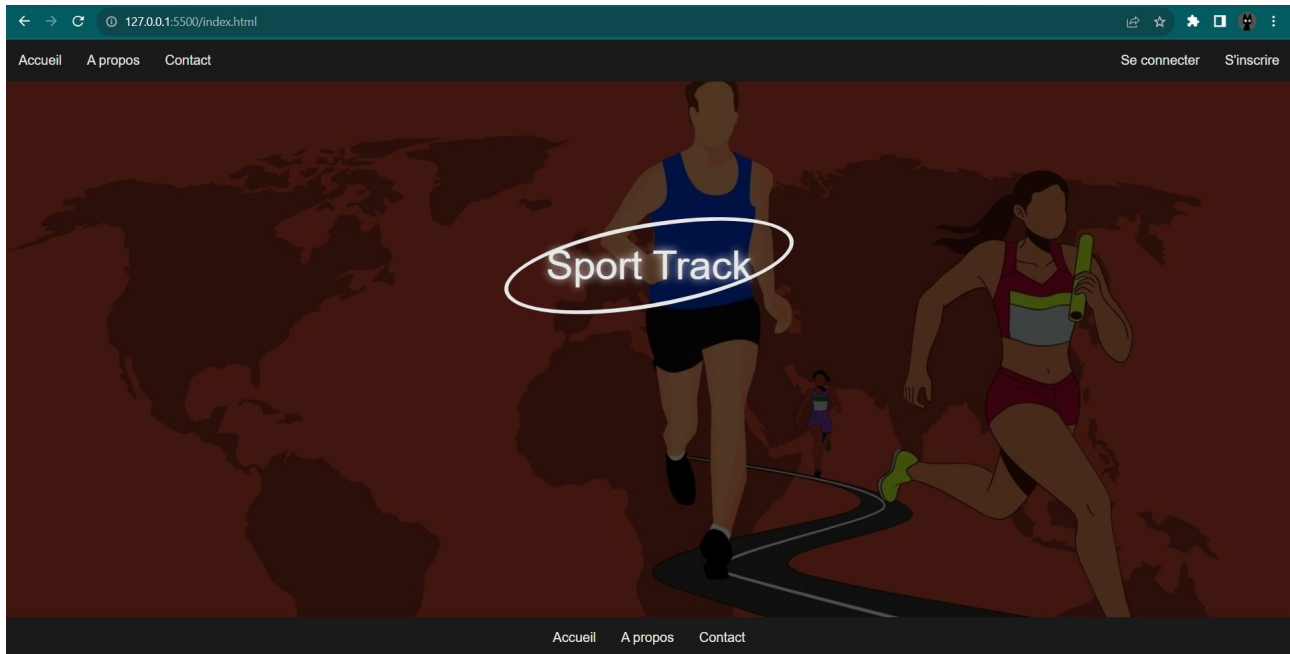 127.0.0.1:5500/index.html
Accueil A propos Contact Se connecter S'inscrire
Sport Track
Accueil A propos Contact